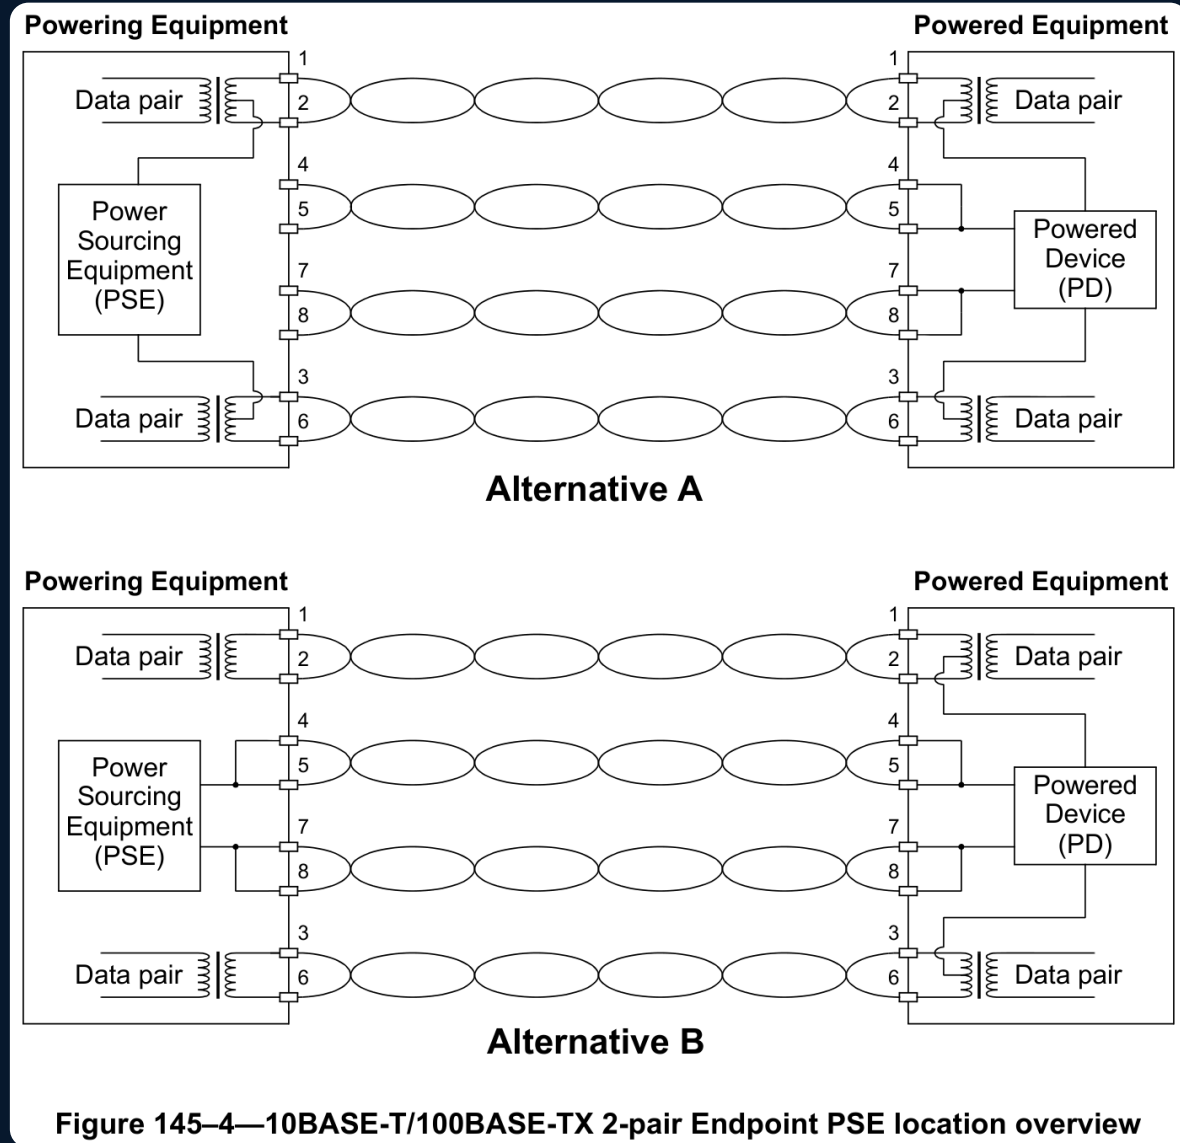 Powering Equipment
Powered Equipment
1
1
Data pair
2
2
Data pair
4
4
Power
Sourcing
Equipment
(PSE)
5
5
Powered
Device
(PD)
7
7
8
8
3
3
Data pair
6
6
Data pair
Alternative A
Powering Equipment
Powered Equipment
1
1
Data pair
2
2
Data pair
4
4
Power
Sourcing
Equipment
(PSE)
5
5
Powered
Device
(PD)
7
7
8
8
3
3
Data pair
6
6
Data pair
Alternative B
Figure 145–4—10BASE-T/100BASE-TX 2-pair Endpoint PSE location overview